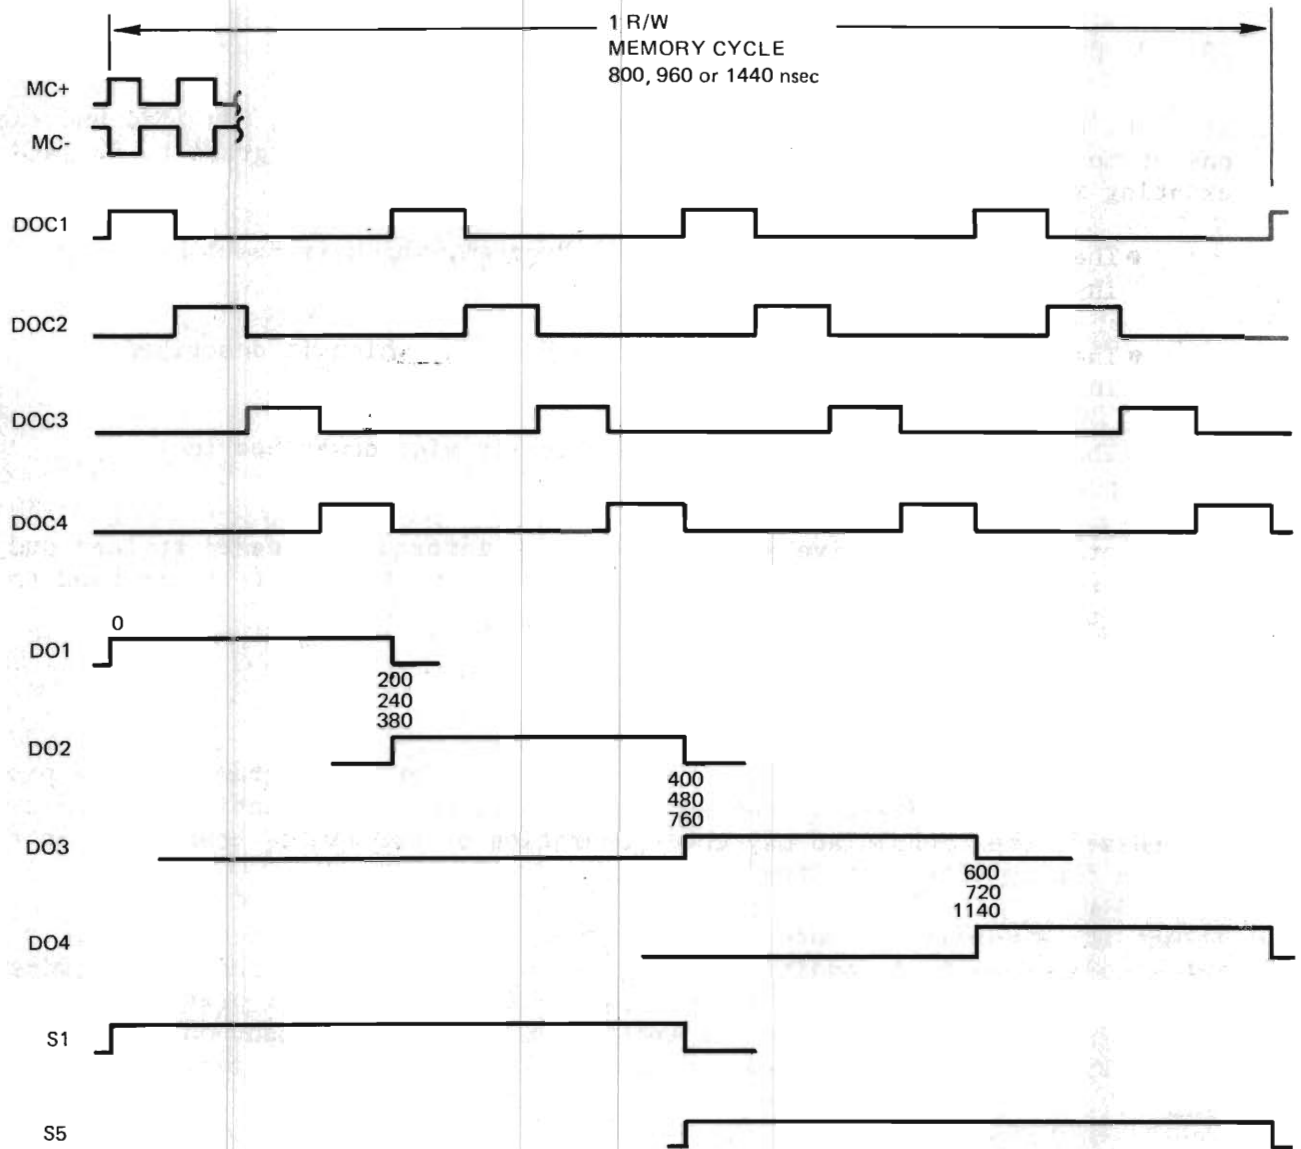 1 R/W
MEMORY CYCLE
800, 960 or 1440 nsec
MC+
MC-
DOC1
DOC2
DOC3
DOC4
0
DO1
200
240
380
DO2
400
480
760
DO3
600
720
1140
DO4
S1
S5